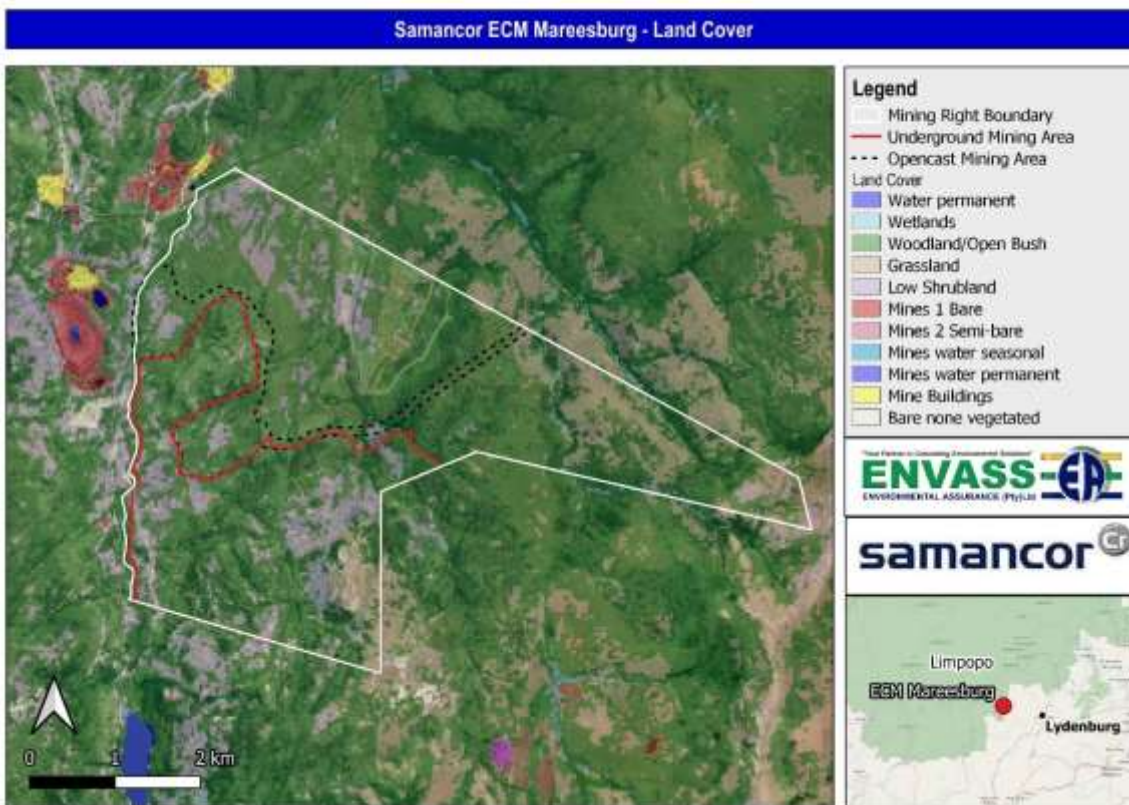 Samancor ECM Mareesburg - Land Cover
Legend
Mining Right Boundary
Underground Mining Area
Opencast Mining Area
Land Cover
Water permanent
Wetlands
Woodland/Open Bush
Grassland
Low Shrubland
Mines 1 Bare
Mines 2 Semi-bare
Mines water seasonal
Mines water permanent
Mine Buildings
Bare none vegetated
ENVASS
ENVIRONMENTAL ASSURANCE (Pty) Ltd
EA
samancor Cr
Limpopo
ECM Mareesburg
Lydenburg
0 1 2 km